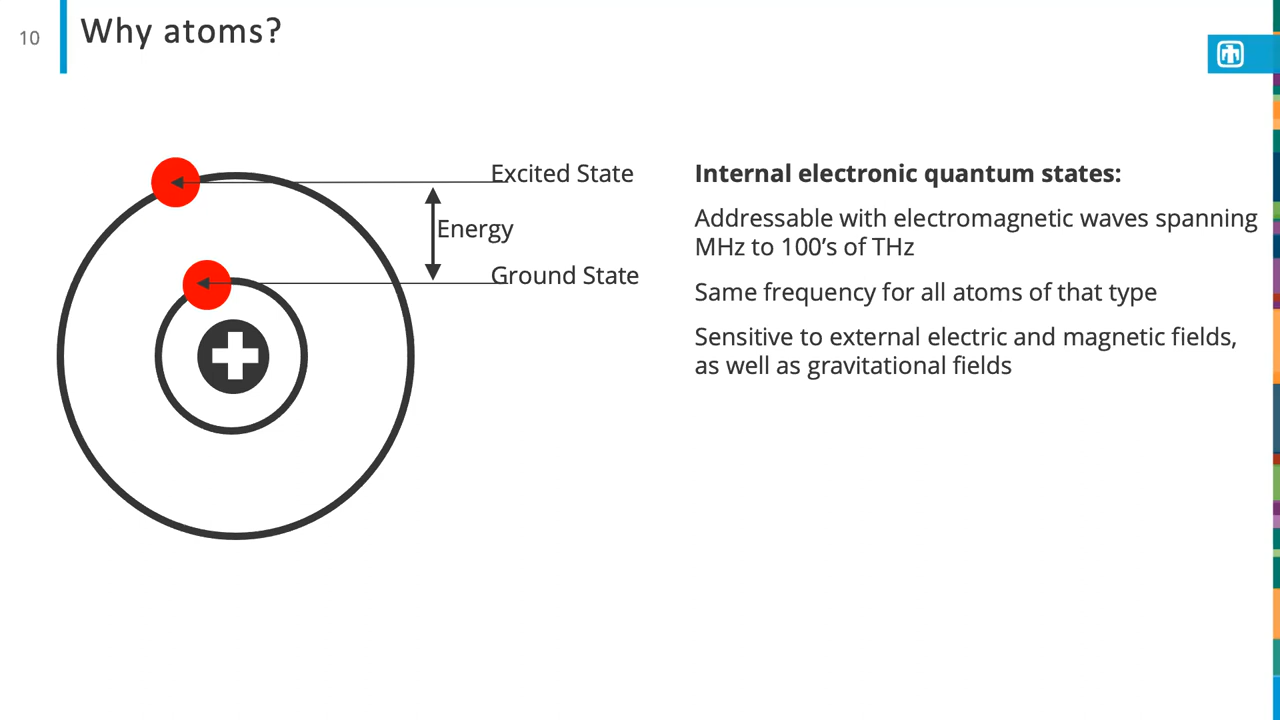 10
Why atoms?
Excited State
Energy
Ground State
Internal electronic quantum states:
Addressable with electromagnetic waves spanning
MHz to 100’s of THz
Same frequency for all atoms of that type
Sensitive to external electric and magnetic fields,
as well as gravitational fields